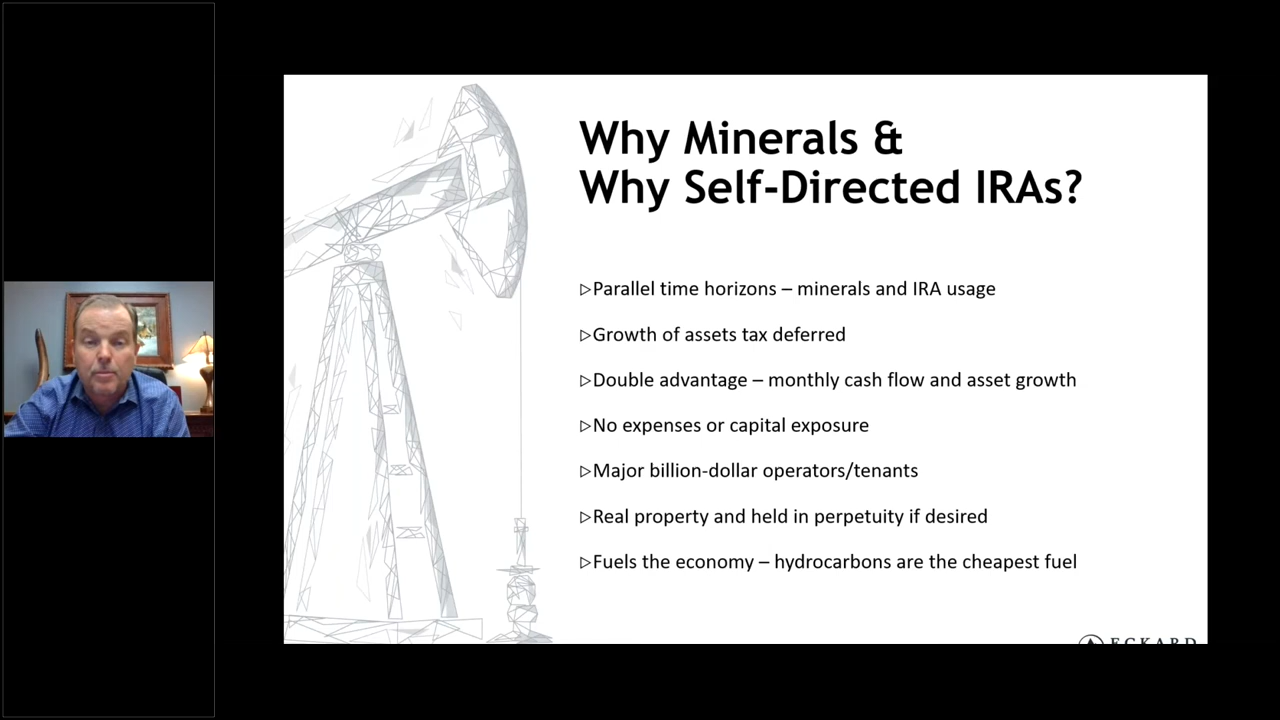 Why Minerals &
Why Self-Directed IRAs?
▷Parallel time horizons – minerals and IRA usage
▷Growth of assets tax deferred
▷Double advantage – monthly cash flow and asset growth
▷No expenses or capital exposure
▷Major billion-dollar operators/tenants
▷Real property and held in perpetuity if desired
▷Fuels the economy – hydrocarbons are the cheapest fuel
ECKARD